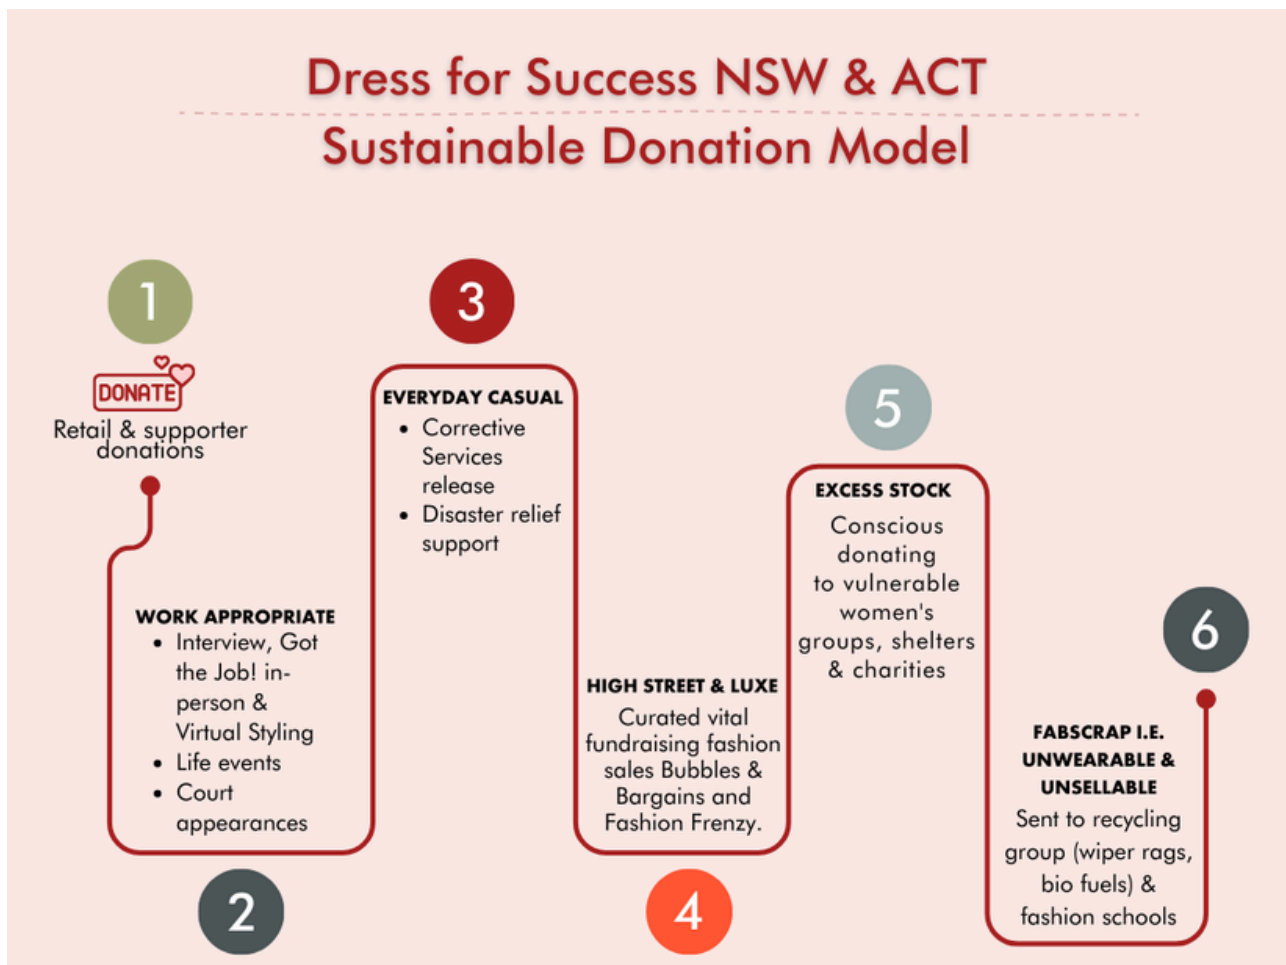 Dress for Success NSW & ACT
Sustainable Donation Model
1
DONATE
Retail & supporter
donations
WORK APPROPRIATE
• Interview, Got
the Job! in-
person &
Virtual Styling
• Life events
• Court
appearances
2
3
EVERYDAY CASUAL
• Corrective
Services
release
• Disaster relief
support
HIGH STREET & LUXE
Curated vital
fundraising fashion
sales Bubbles &
Bargains and
Fashion Frenzy.
4
5
EXCESS STOCK
Conscious
donating
to vulnerable
women's
groups, shelters
& charities
6
FABSCRAP I.E.
UNWEARABLE &
UNSELLABLE
Sent to recycling
group (wiper rags,
bio fuels) &
fashion schools